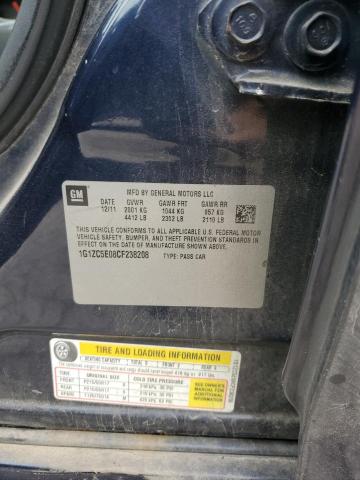 GM
MFD BY GENERAL MOTORS LLC
DATE GVWR GAWR FRT GAWR RR
12/11 2001 KG 1044 KG 957 KG
4412 LB 2302 LB 2110 LB
THIS VEHICLE CONFORMS TO ALL APPLICABLE U.S. FEDERAL MOTOR
VEHICLE SAFETY, BUMPER, AND THEFT PREVENTION STANDARDS IN
EFFECT ON THE DATE OF MANUFACTURE SHOWN ABOVE.
1G1ZC5E08CF238208 TYPE: PASS CAR
TIRE AND LOADING INFORMATION
SEATING CAPACITY
TIRE ORIGINAL SIZE COLD TIRE PRESSURE
FRONT
REAR
SPARE
SEE OWNER'S
MANUAL FOR
ADDITIONAL
INFORMATION